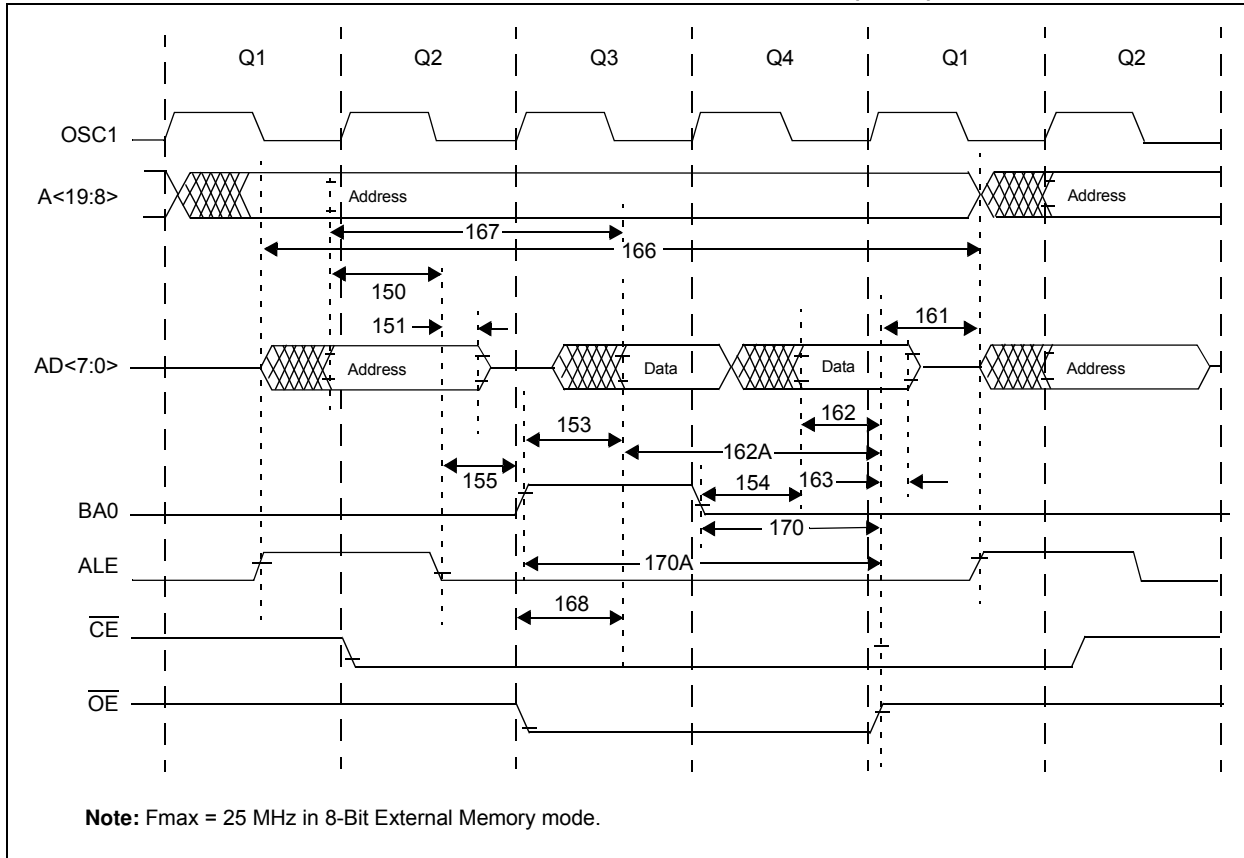 Q1 Q2 Q3 Q4 Q1 Q2
OSC1
A<19:8>
Address
Address
167
166
150
151
161
AD<7:0>
Address
Data
Data
Address
153
162
162A
155
154
163
BA0
170
ALE
170A
168
CE
OE
Note: Fmax = 25 MHz in 8-Bit External Memory mode.